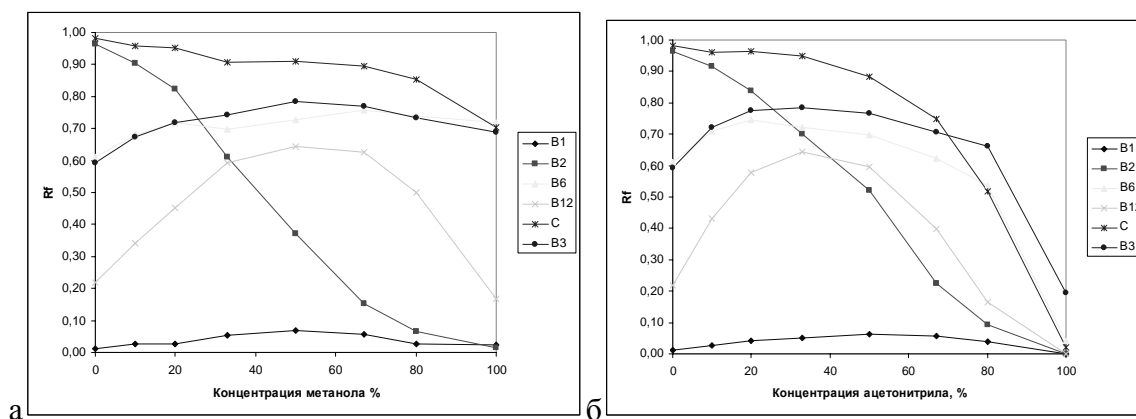 1,00
0,90
0,80
0,70
0,60
0,50
0,40
0,30
0,20
0,10
0,00
Rf
0 20 40 60 80 100
Концентрация метанола %
B1
B2
B6
B12
C
B3
а
1,00
0,90
0,80
0,70
0,60
0,50
0,40
0,30
0,20
0,10
0,00
Rf
0 20 40 60 80 100
Концентрация ацетонитрила, %
B1
B2
B6
B12
C
B3
б